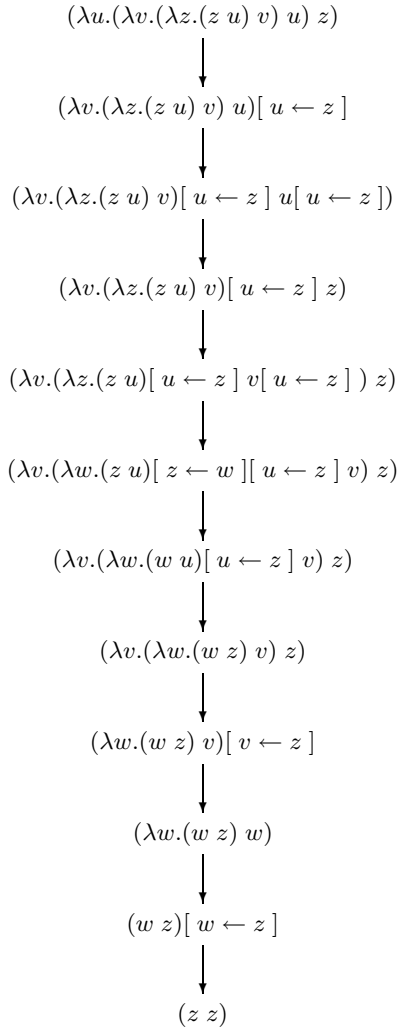 (λu.(λv.(λz.(z u) v) u) z)
(λv.(λz.(z u) v) u)[ u ← z ]
(λv.(λz.(z u) v)[ u ← z ] u[ u ← z ])
(λv.(λz.(z u) v)[ u ← z ] z)
(λv.(λz.(z u)[ u ← z ] v[ u ← z ] ) z)
(λv.(λw.(z u)[ z ← w ][ u ← z ] v) z)
(λv.(λw.(w u)[ u ← z ] v) z)
(λv.(λw.(w z) v) z)
(λw.(w z) v)[ v ← z ]
(λw.(w z) w)
(w z)[ w ← z ]
(z z)